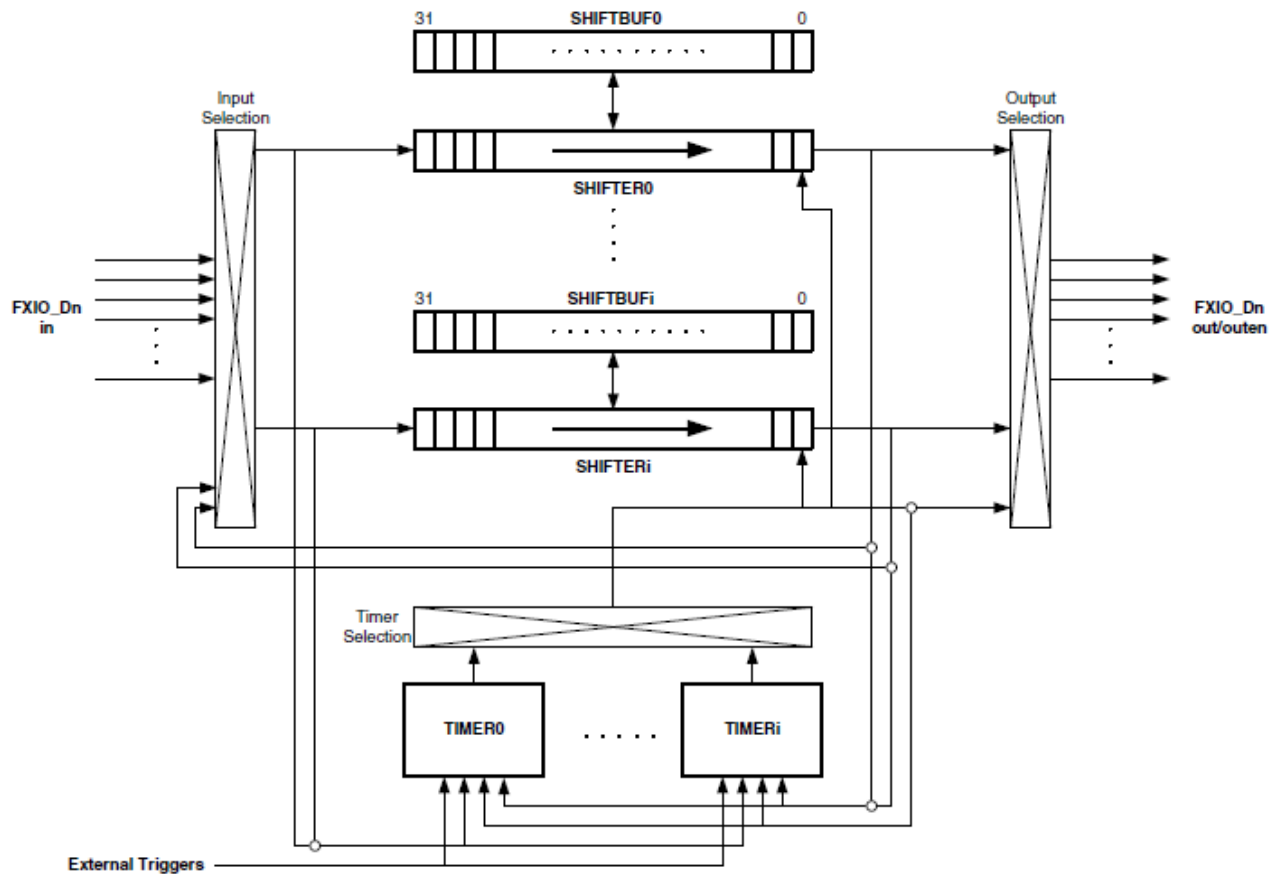 31 SHIFTBUF0 0
Input
Selection
Output
Selection
SHIFTER0
31 SHIFTBUFi 0
FXIO_Dn
in
FXIO_Dn
out/outen
SHIFTERi
Timer
Selection
TIMER0
TIMERi
External Triggers